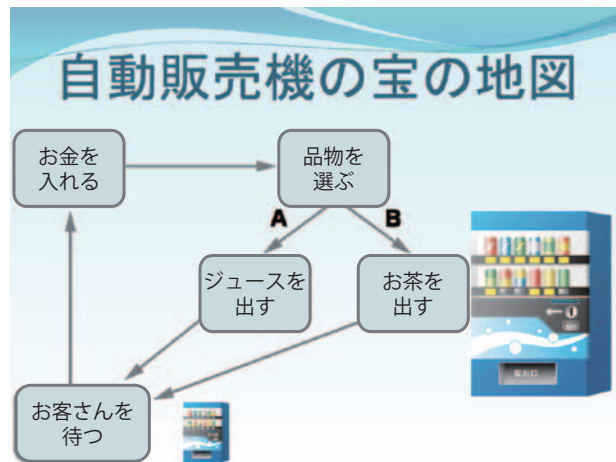 自動販売機の宝の地図
お金を
入れる
品物を
選ぶ
A
B
ジュースを
出す
お茶を
出す
お客さんを
待つ